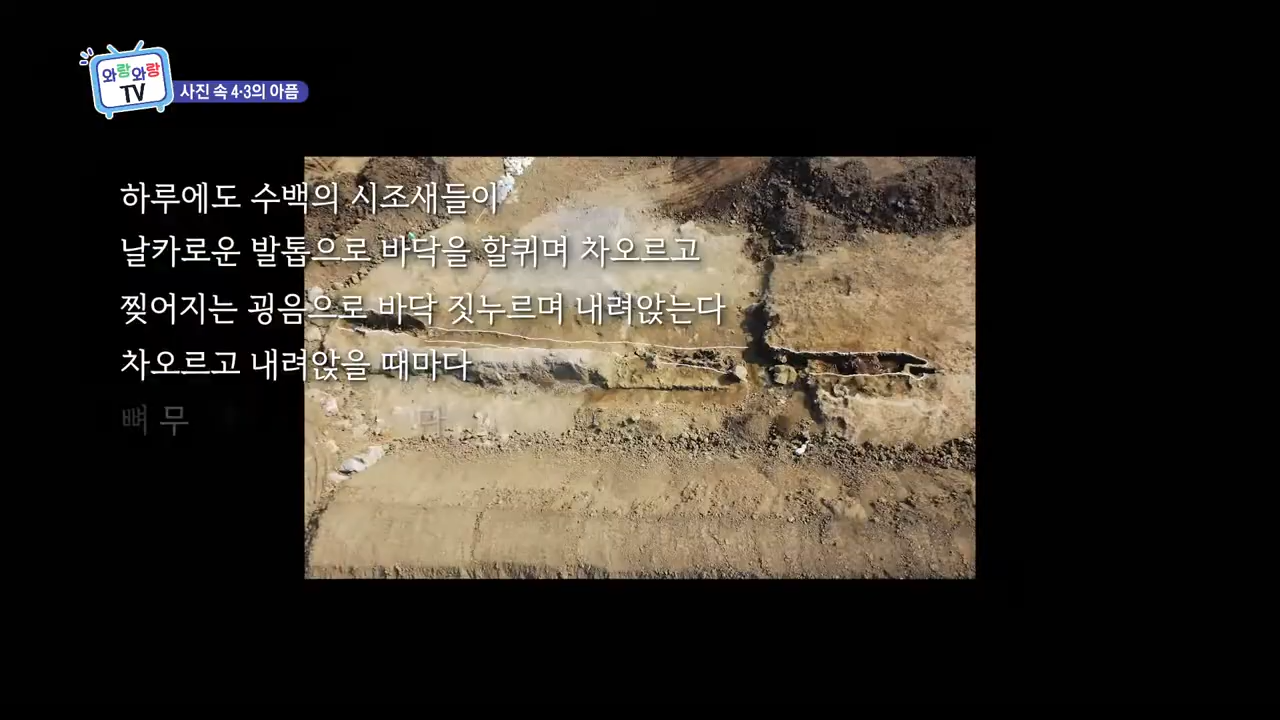 와랑와랑
TV
사진 속 4·3의 아픔
하루에도 수백의 시조새들이
날카로운 발톱으로 바닥을 할퀴며 차오르고
찢어지는 굉음으로 바닥 짓누르며 내려앉는다
차오르고 내려앉을 때마다
뼈 무
다